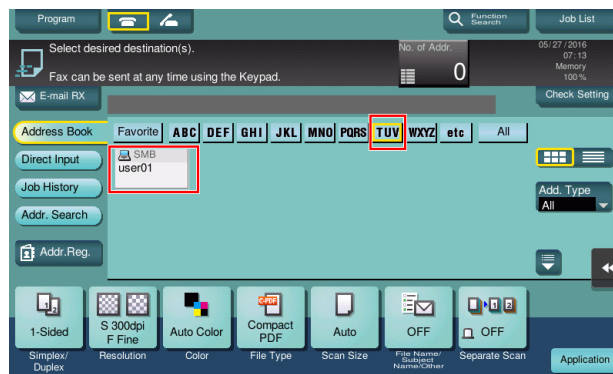 Program
Function
Search
Job List
Select desired destination(s).
Fax can be sent at any time using the Keypad.
No. of Addr.
0
05/27/2016
07:13
Memory
100%
E-mail RX
Check Setting
Address Book
Favorite ABC DEF GHI JKL MNO PQRS TUV WXYZ etc All
Direct Input
Job History
Addr. Search
Addr.Reg.
SMB
user01
Add. Type
All
1-Sided
S 300dpi
F Fine
Auto Color
CPDF
Compact
PDF
Auto
OFF
1 1 2
OFF
Simplex/
Duplex
Resolution
Color
File Type
Scan Size
File Name/
Subject
Name/Other
Separate Scan
Application